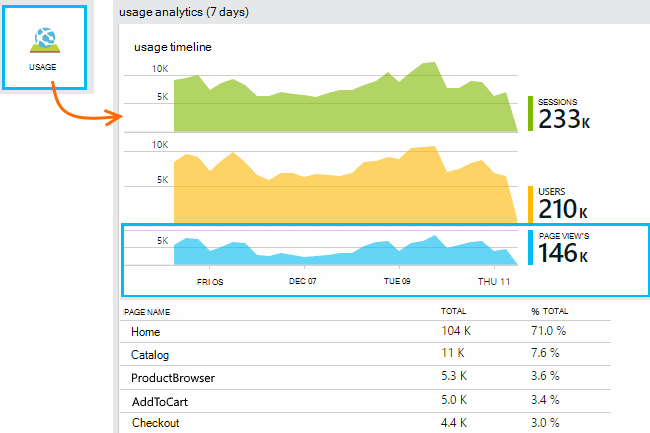 usage analytics (7 days)
USAGE
usage timeline
10K
5K
SESSIONS
233K
10K
5K
USERS
210K
5K
PAGE VIEW'S
146K
FRI OS DEC 07 TUE 09 THU 11
PAGE NAME TOTAL % TOTAL
Home 104 K 71.0 %
Catalog 11 K 7.6 %
ProductBrowser 5.3 K 3.6 %
AddToCart 5.0 K 3.4 %
Checkout 4.4 K 3.0 %